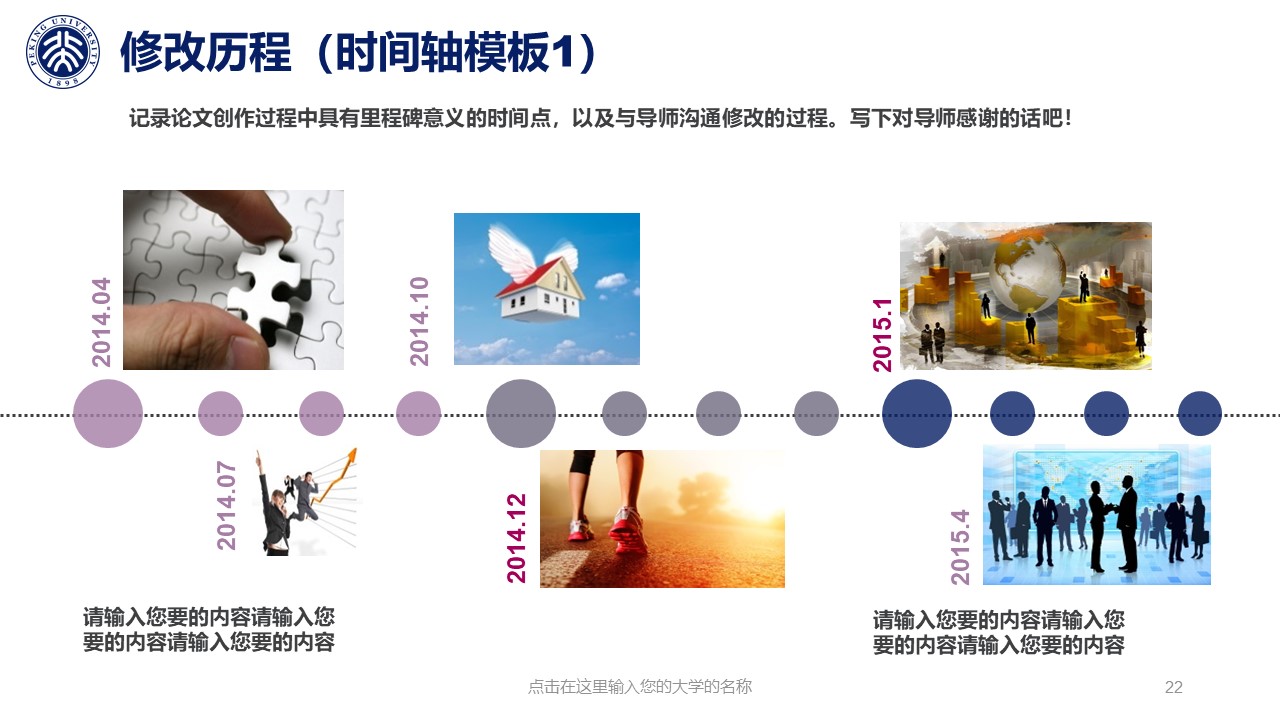 PEKING UNIVERSITY
1898
修改历程（时间轴模板1）
记录论文创作过程中具有里程碑意义的时间点，以及与导师沟通修改的过程。写下对导师感谢的话吧！
2014.04
2014.10
2015.1
2014.07
2014.12
2015.4
请输入您要的内容请输入您
要的内容请输入您要的内容
请输入您要的内容请输入您
要的内容请输入您要的内容
点击在这里输入您的大学的名称
22